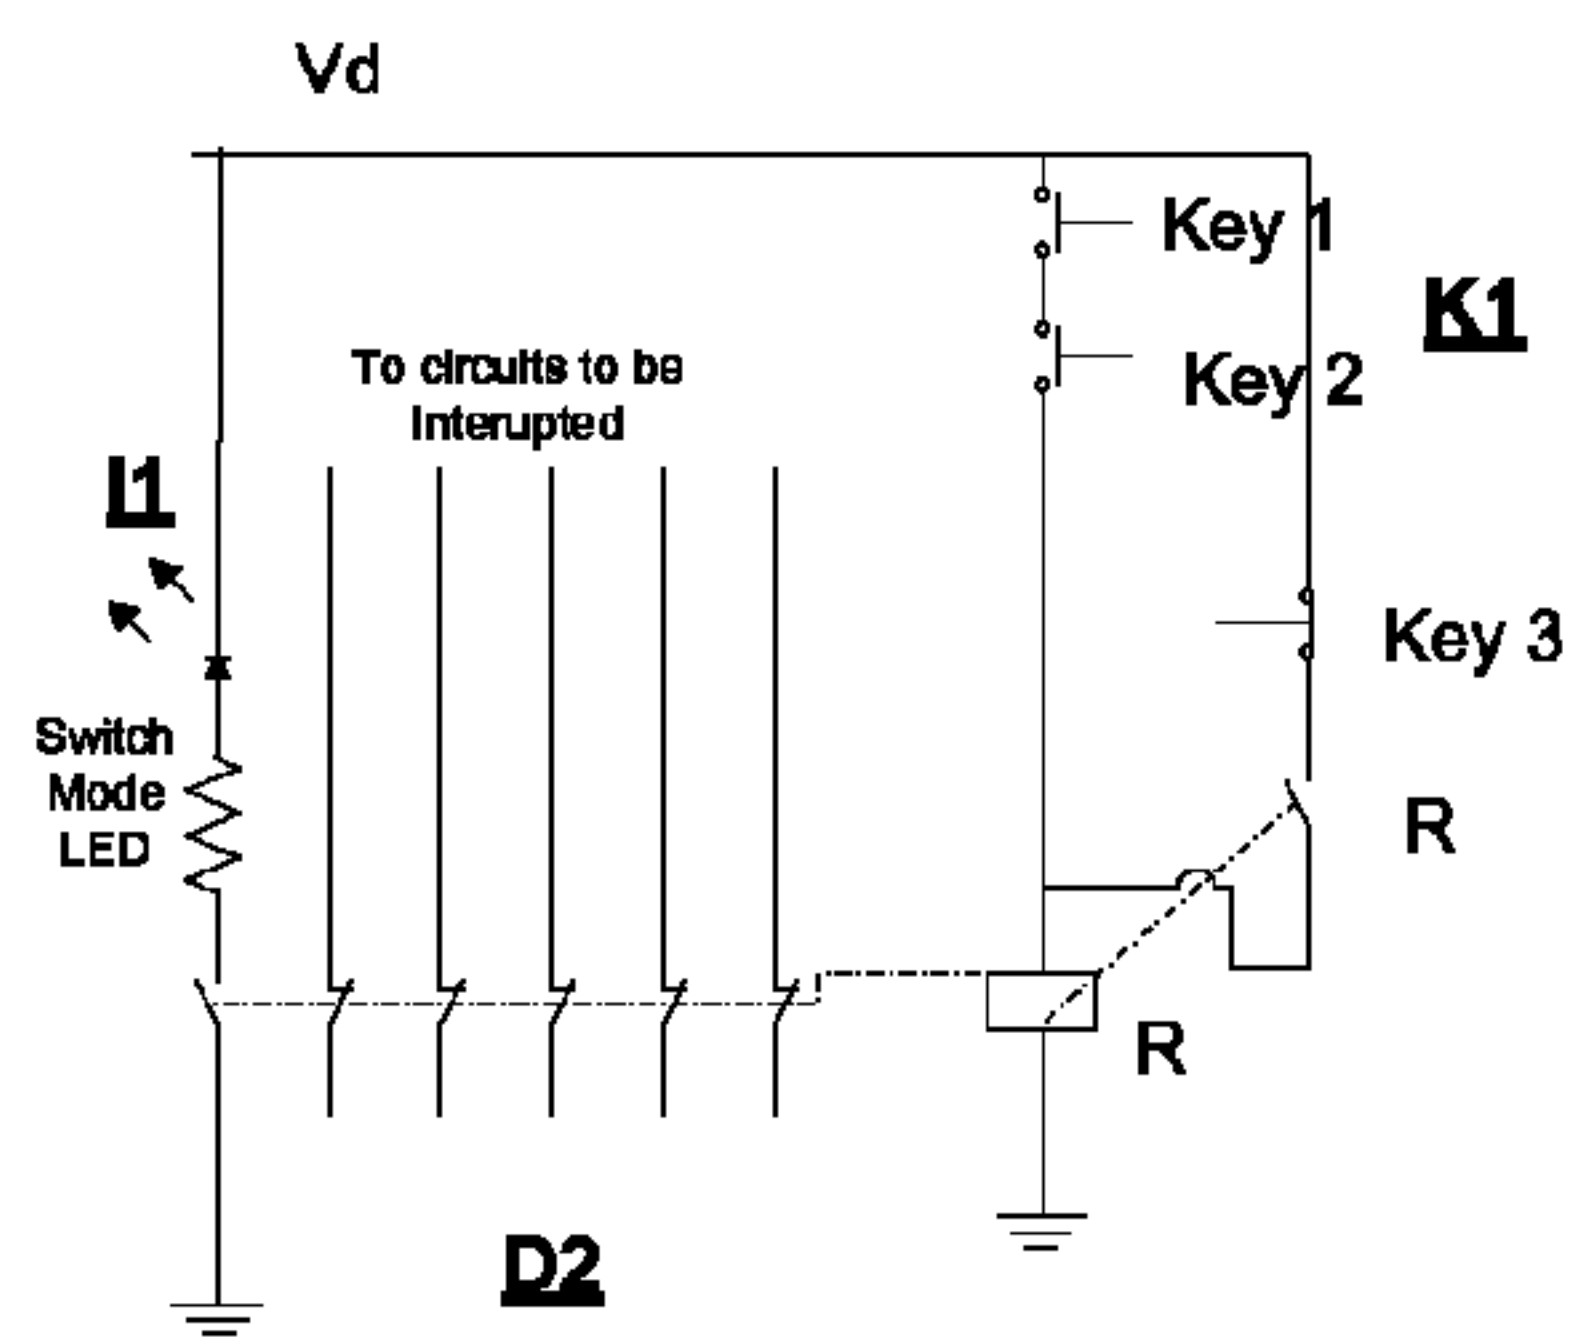 Vd
Key 1
K1
Key 2
To circuits to be
Interupted
I1
Key 3
Switch
Mode
LED
R
R
D2